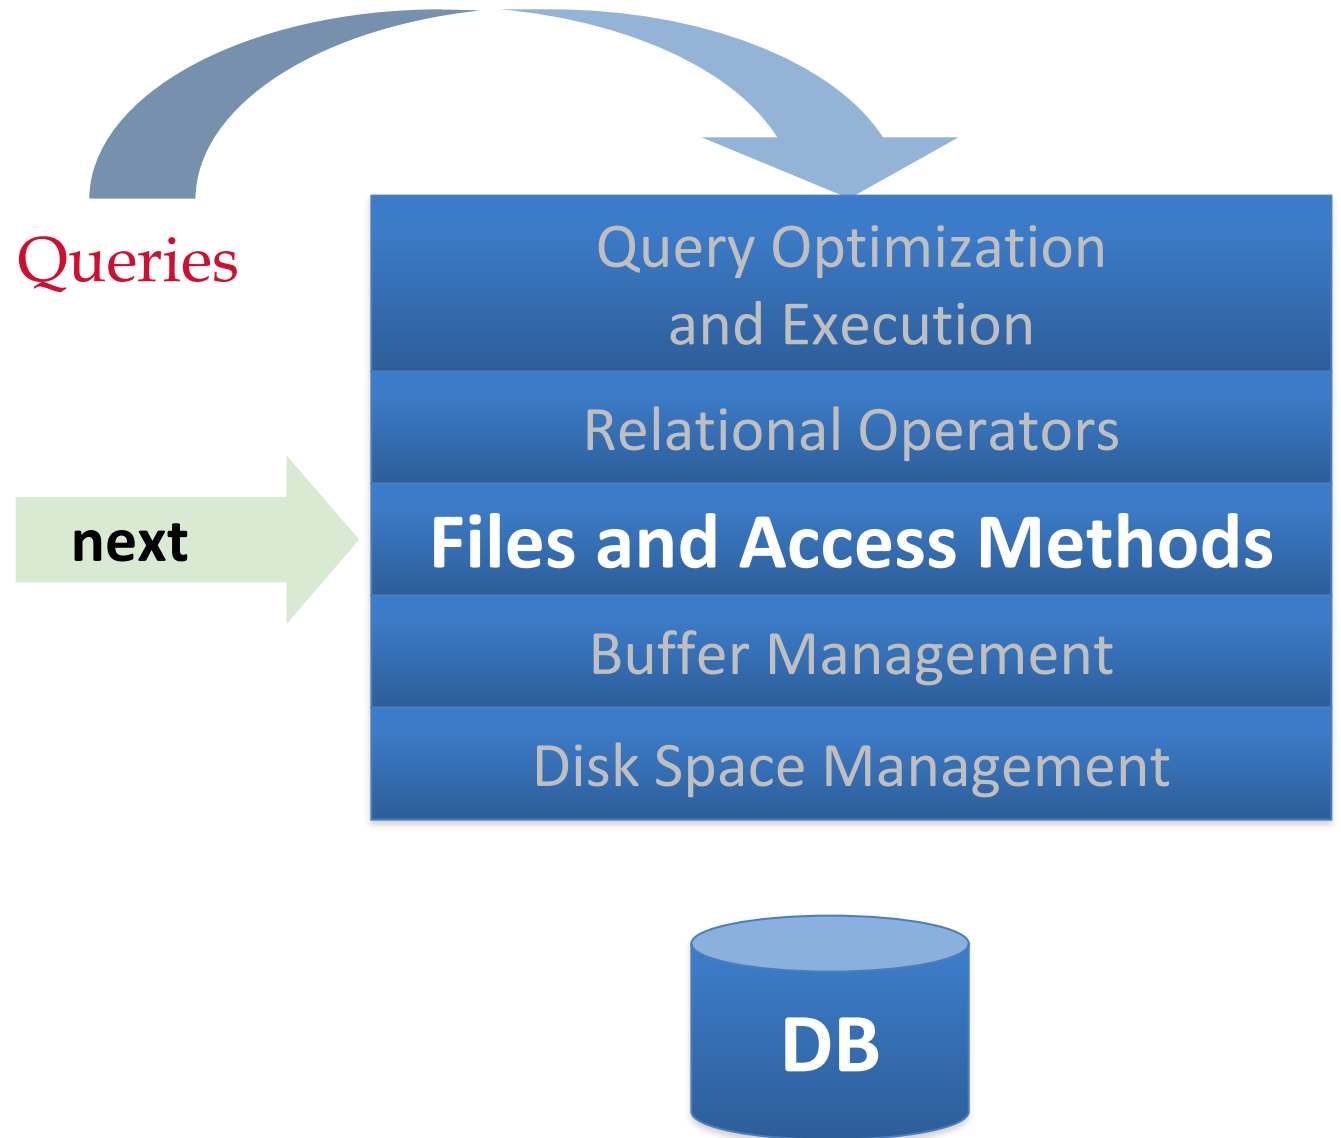 Queries
Query Optimization
and Execution
Relational Operators
next
Files and Access Methods
Buffer Management
Disk Space Management
DB